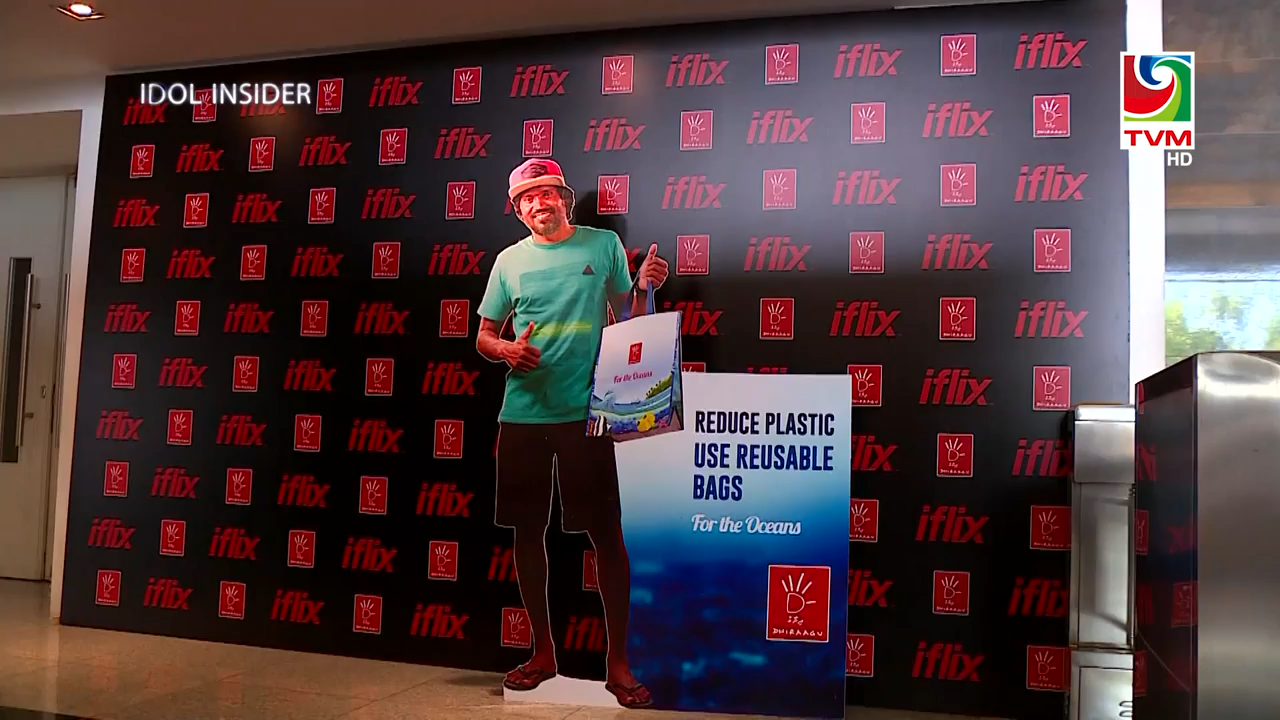 IDOL INSIDER
TVM
HD
iflix
For the Oceans
REDUCE PLASTIC
USE REUSABLE
BAGS
For the Oceans
DHIRAAGU